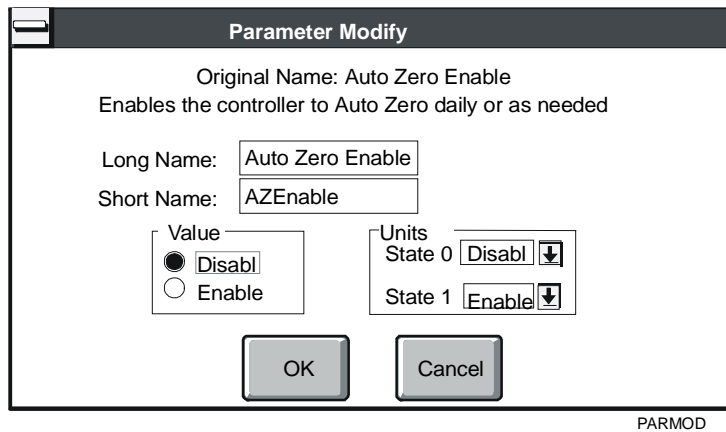 Parameter Modify
Original Name: Auto Zero Enable
Enables the controller to Auto Zero daily or as needed
Long Name: Auto Zero Enable
Short Name: AZEnable
Value
Disabl
Enable
Units
State 0 Disabl
State 1 Enable
OK Cancel
PARMOD